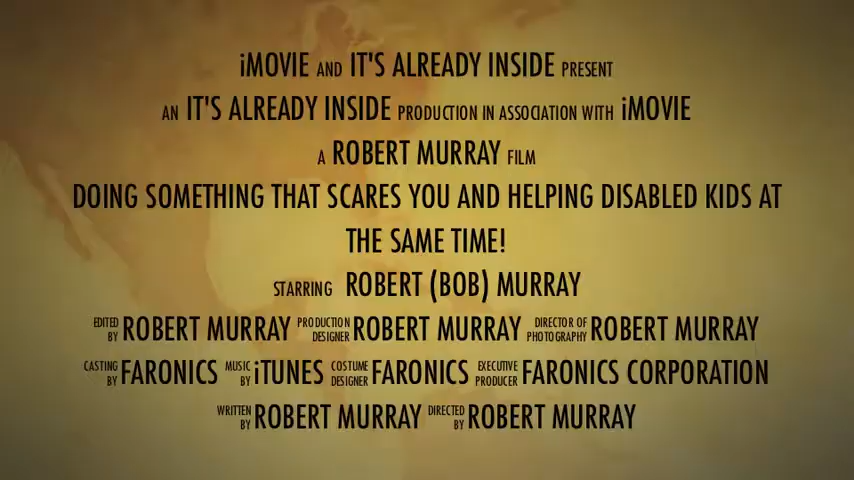 iMOVIE AND IT'S ALREADY INSIDE PRESENT
AN IT'S ALREADY INSIDE PRODUCTION IN ASSOCIATION WITH iMOVIE
A ROBERT MURRAY FILM
DOING SOMETHING THAT SCARES YOU AND HELPING DISABLED KIDS AT
THE SAME TIME!
STARRING ROBERT (BOB) MURRAY
EDITED BY ROBERT MURRAY PRODUCTION DESIGNER ROBERT MURRAY DIRECTOR OF PHOTOGRAPHY ROBERT MURRAY
CASTING BY FARONICS MUSIC BY iTUNES COSTUME DESIGNER FARONICS EXECUTIVE PRODUCER FARONICS CORPORATION
WRITTEN BY ROBERT MURRAY DIRECTED BY ROBERT MURRAY